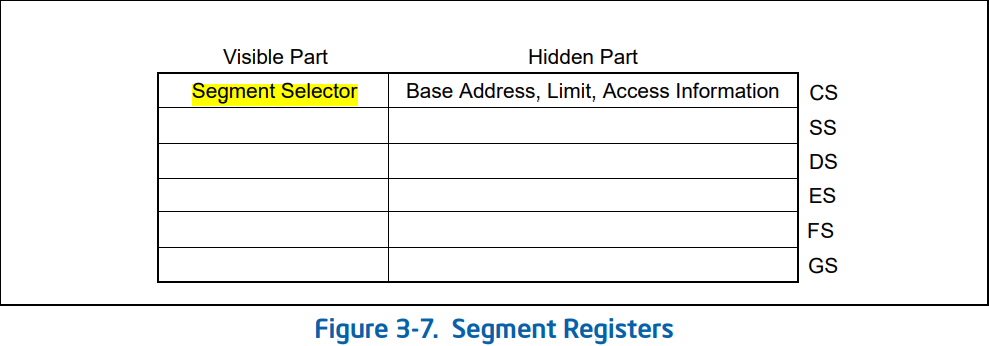 Visible Part Hidden Part
Segment Selector Base Address, Limit, Access Information CS
SS
DS
ES
FS
GS
Figure 3-7. Segment Registers